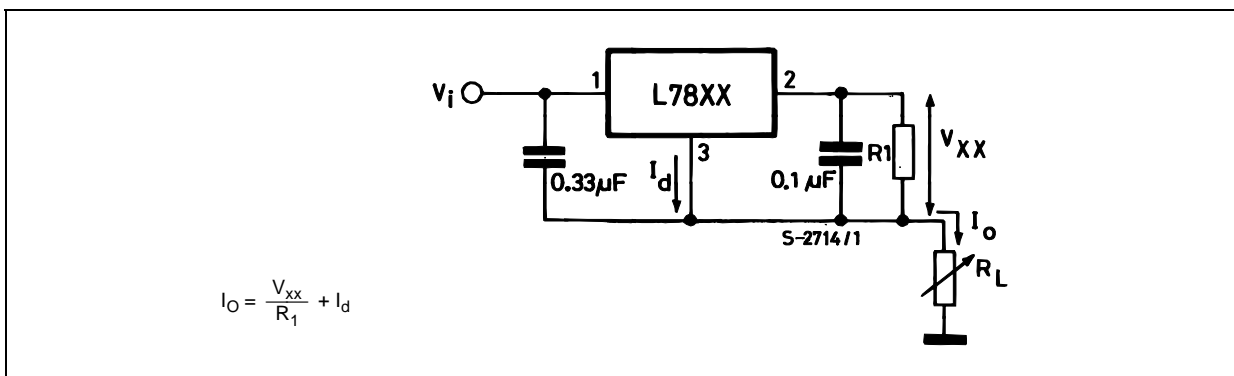 Vi
1
L78XX
2
3
0.33µF
Id
0.1µF
R1
VXX
S-2714/1
Io
RL
IO = Vxx / R1 + Id